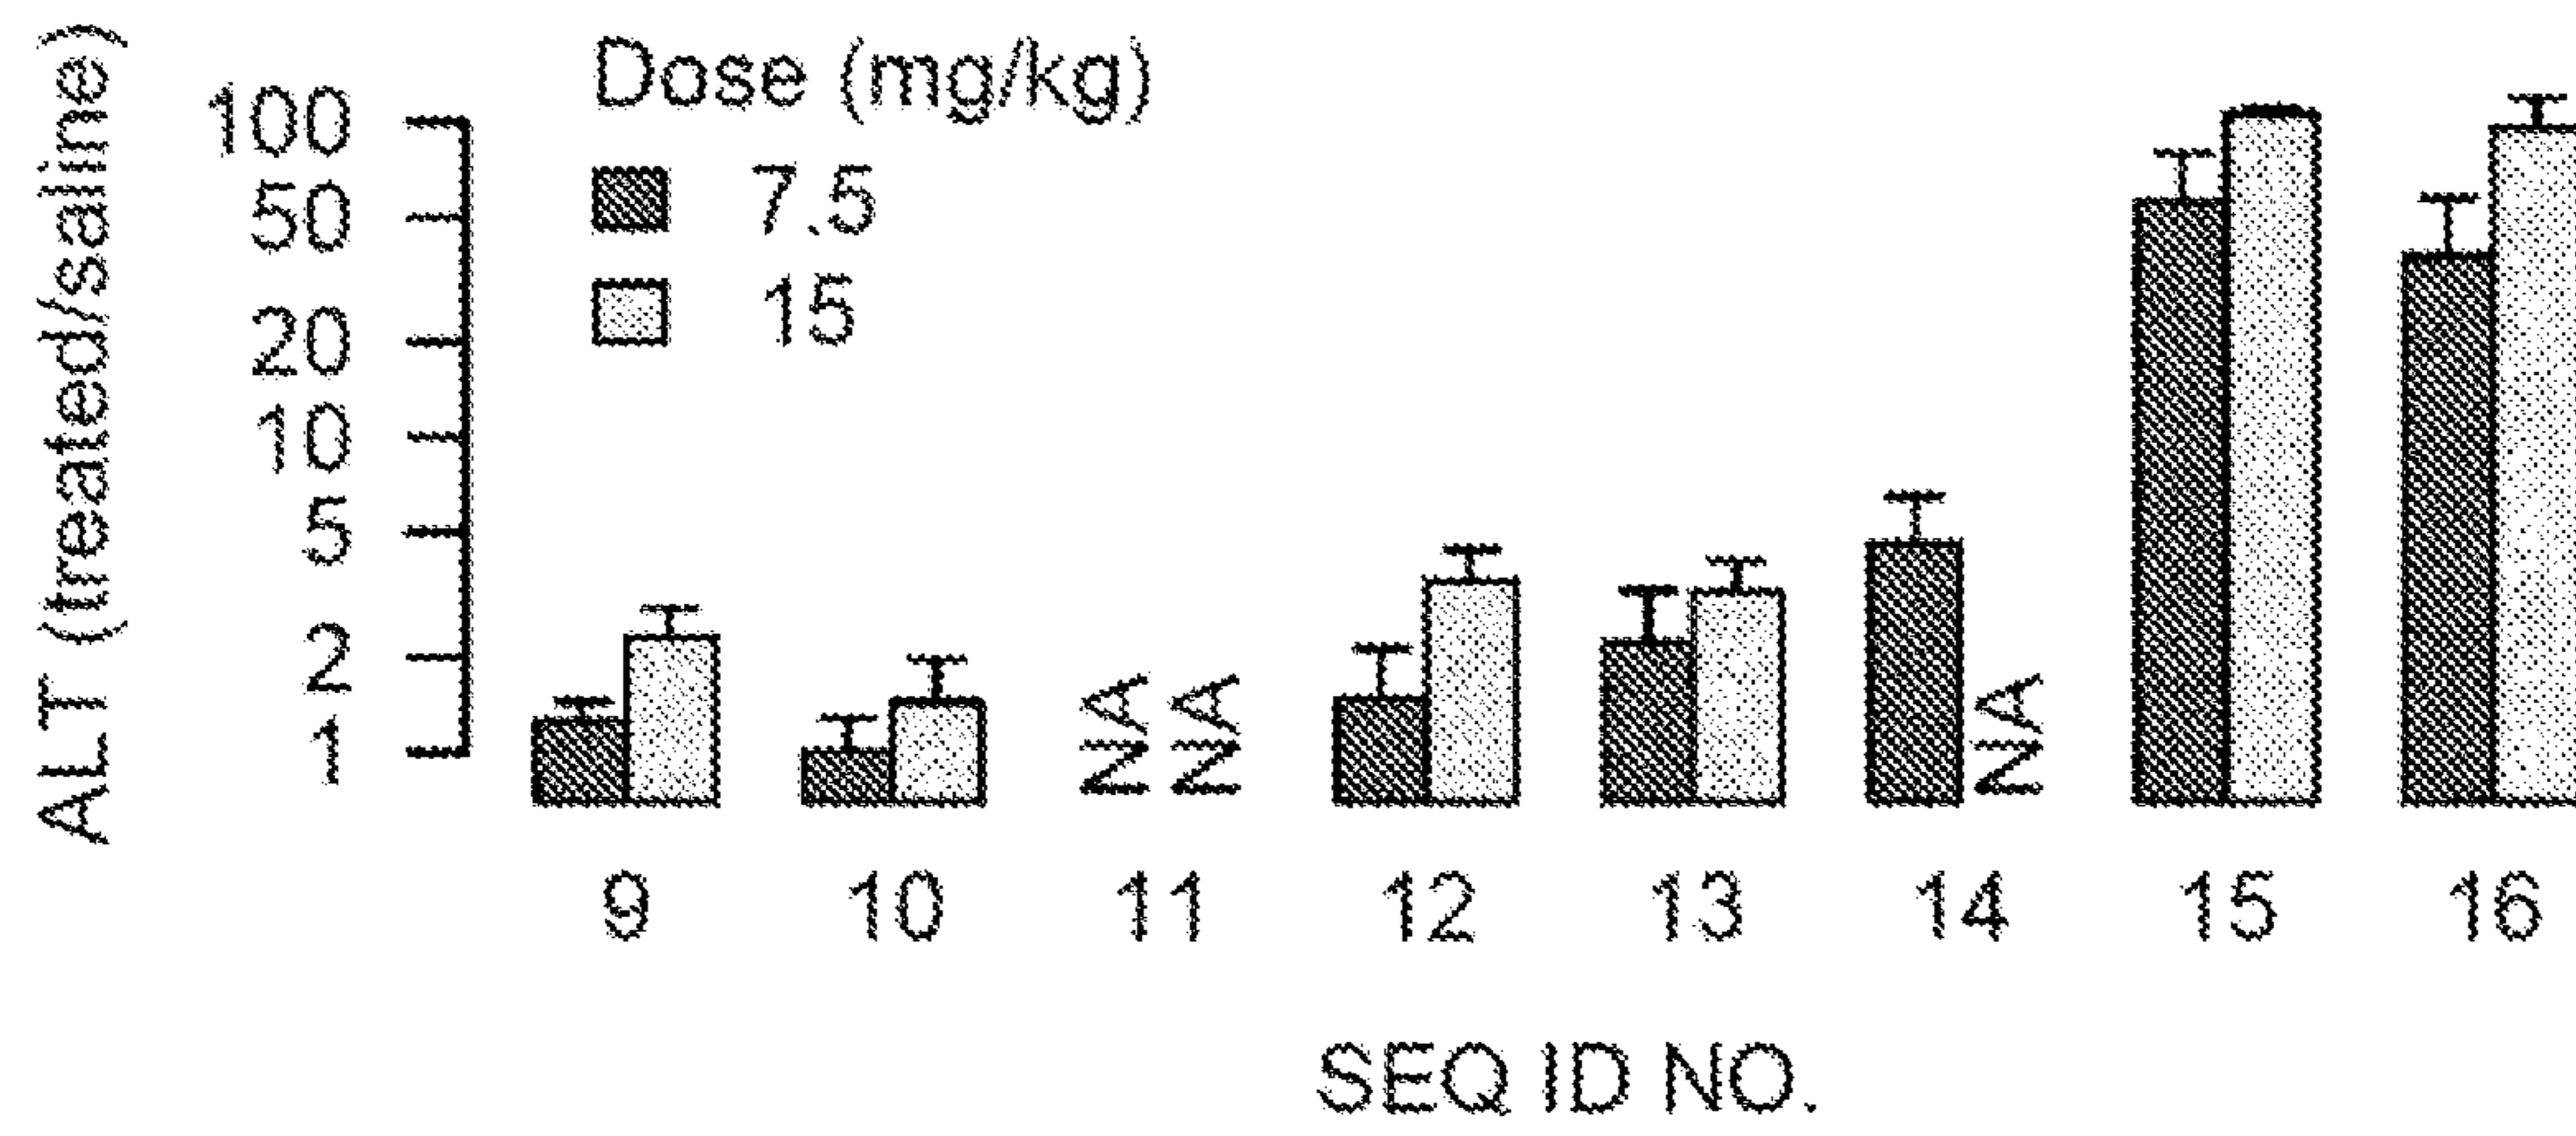 ALT (treated/saline)
100
50
20
10
5
2
1
Dose (mg/kg)
7.5
15
NA
NA
NA
9 10 11 12 13 14 15 16
SEQ ID NO.